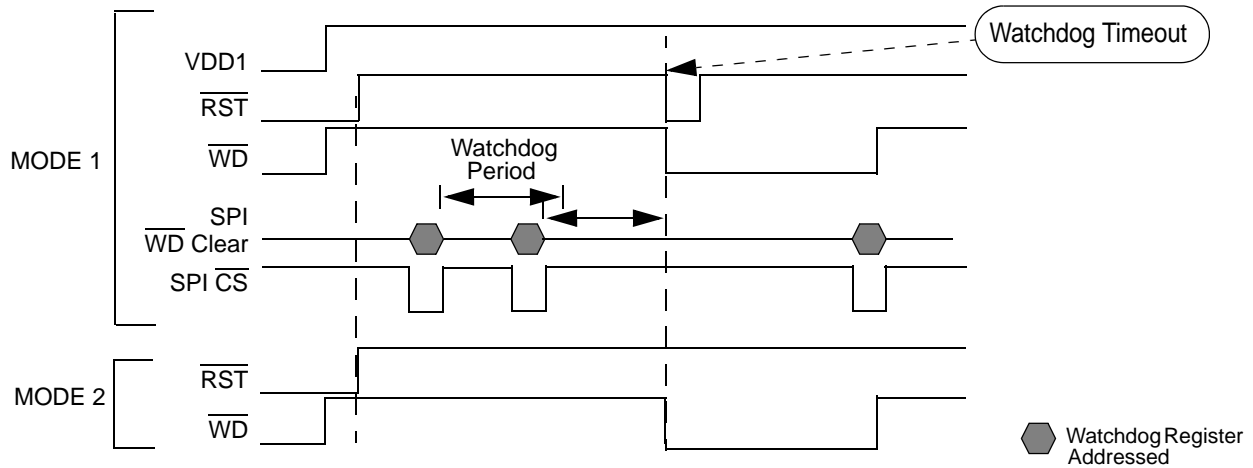 Watchdog Timeout
VDD1
RST
MODE 1
WD
Watchdog
Period
SPI
WD Clear
SPI CS
RST
MODE 2
WD
Watchdog Register
Addressed